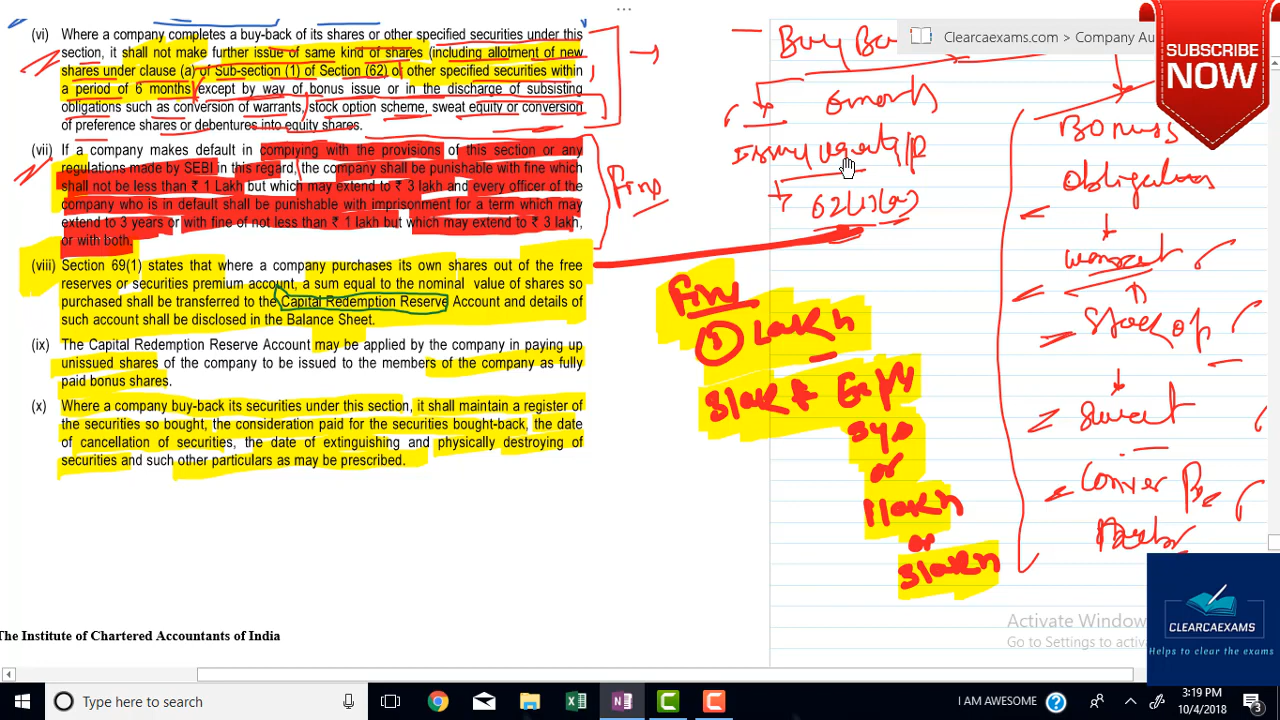 (vi) Where a company completes a buy-back of its shares or other specified securities under this
section, it shall not make further issue of same kind of shares (including allotment of new
shares under clause (a) of Sub-section (1) of Section (62) or other specified securities within
a period of 6 months except by way of bonus issue or in the discharge of subsisting
obligations such as conversion of warrants, stock option scheme, sweat equity or conversion
of preference shares or debentures into equity shares.
(vii) If a company makes default in complying with the provisions of this section or any
regulations made by SEBI in this regard, the company shall be punishable with fine which
shall not be less than ₹ 1 Lakh but which may extend to ₹ 3 lakh and every officer of the
company who is in default shall be punishable with imprisonment for a term which may
extend to 3 years or with fine of not less than ₹ 1 lakh but which may extend to ₹ 3 lakh,
or with both.
(viii) Section 69(1) states that where a company purchases its own shares out of the free
reserves or securities premium account, a sum equal to the nominal value of shares so
purchased shall be transferred to the Capital Redemption Reserve Account and details of
such account shall be disclosed in the Balance Sheet.
(ix) The Capital Redemption Reserve Account may be applied by the company in paying up
unissued shares of the company to be issued to the members of the company as fully
paid bonus shares.
(x) Where a company buy-back its securities under this section, it shall maintain a register of
the securities so bought, the consideration paid for the securities bought-back, the date
of cancellation of securities, the date of extinguishing and physically destroying of
securities and such other particulars as may be prescribed.
The Institute of Chartered Accountants of India
Fine
Buy
6 months
62(1)(a)
Fine
① Lakh
or
1 lakh
or
3 lakh
Bonus
obligations
Stock op
Sweat
Conver
Clearcaexams.com > Company Au
SUBSCRIBE
NOW
Activate Window
Go to Settings to activa
CLEARCAEXAMS
Helps to clear the exams
Type here to search
I AM AWESOME
3:19 PM
10/4/2018
3